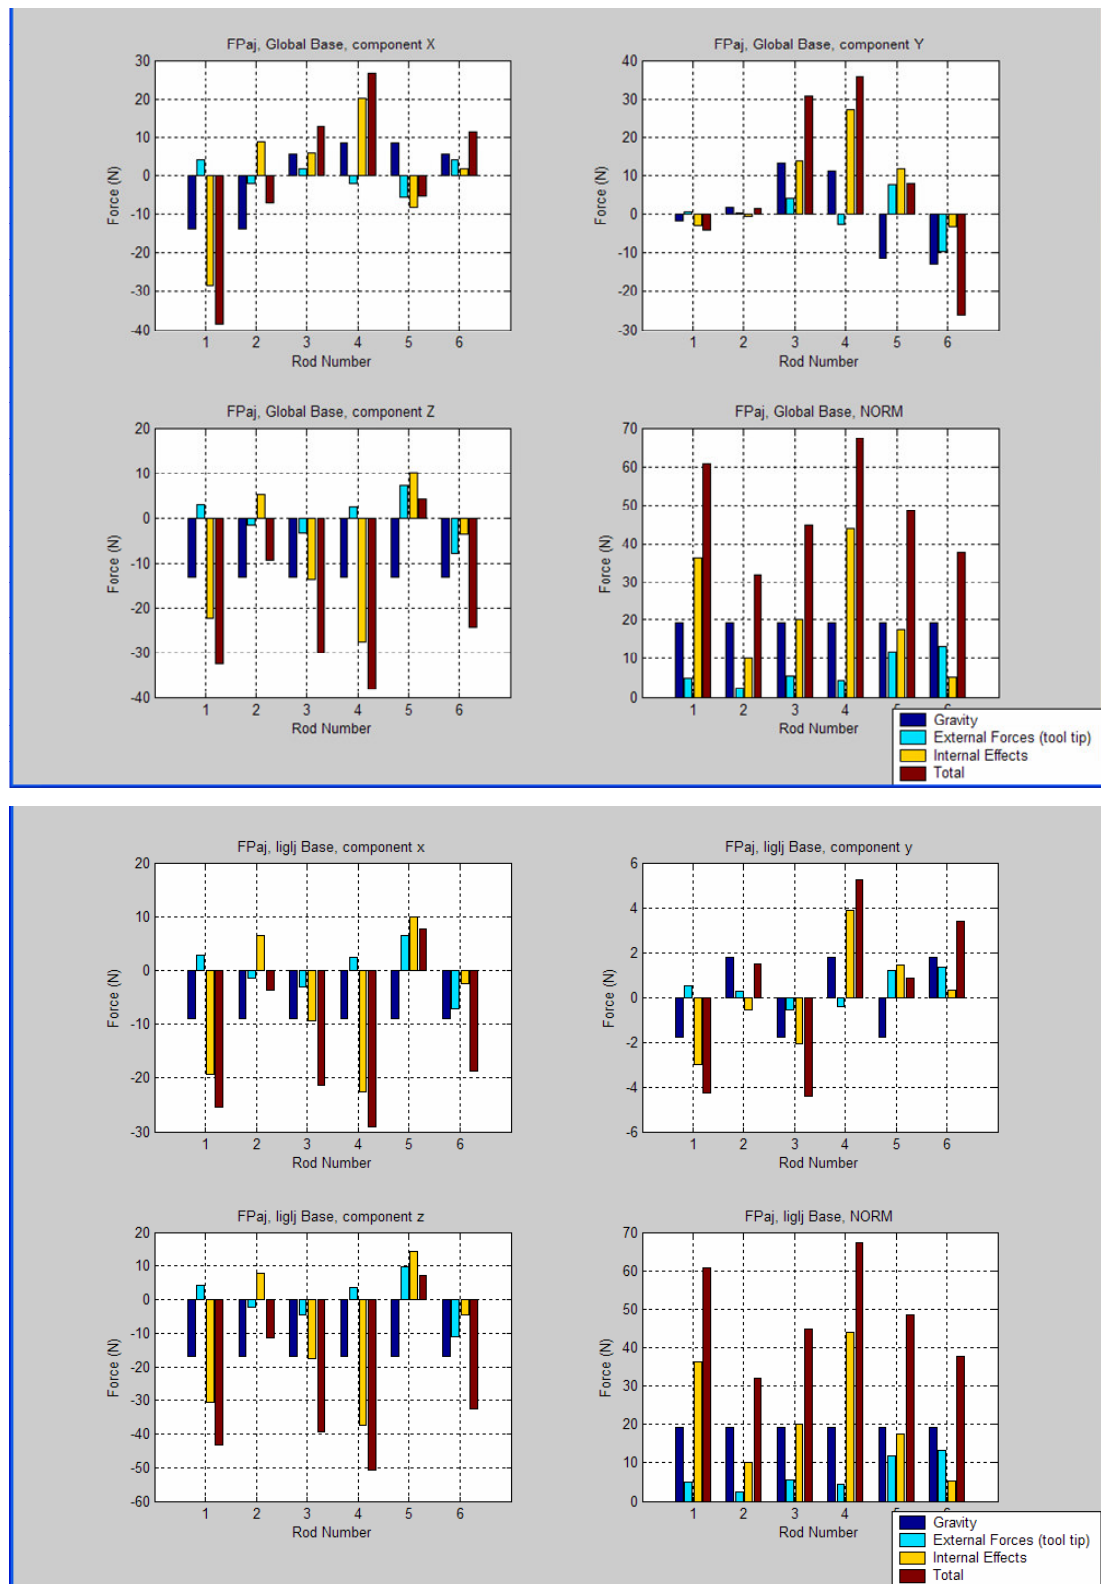 FPaj, Global Base, component X
30
20
10
0
-10
-20
-30
-40
Force (N)
1 2 3 4 5 6
Rod Number
FPaj, Global Base, component Y
40
30
20
10
0
-10
-20
-30
Force (N)
1 2 3 4 5 6
Rod Number
FPaj, Global Base, component Z
20
10
0
-10
-20
-30
-40
Force (N)
1 2 3 4 5 6
Rod Number
FPaj, Global Base, NORM
70
60
50
40
30
20
10
0
Force (N)
1 2 3 4 5 6
Gravity
External Forces (tool tip)
Internal Effects
Total
FPaj, liglj Base, component x
20
10
0
-10
-20
-30
Force (N)
1 2 3 4 5 6
Rod Number
FPaj, liglj Base, component y
6
4
2
0
-2
-4
-6
Force (N)
1 2 3 4 5 6
Rod Number
FPaj, liglj Base, component z
20
10
0
-10
-20
-30
-40
-50
-60
Force (N)
1 2 3 4 5 6
Rod Number
FPaj, liglj Base, NORM
70
60
50
40
30
20
10
0
Force (N)
1 2 3 4 5 6
Gravity
External Forces (tool tip)
Internal Effects
Total